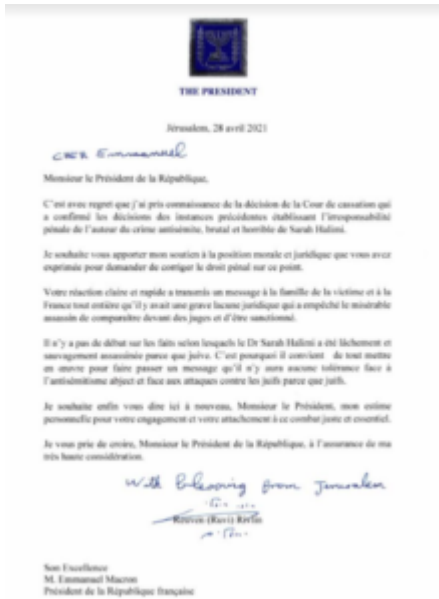 THE PRESIDENT
Jérusalem, 28 avril 2021
Cher Emmanuel
Monsieur le Président de la République,
C'est avec regret que j'ai pris connaissance de la décision de la Cour de cassation qui
a confirmé les décisions des instances précédentes établissant l'irresponsabilité
pénale de l'auteur du crime antisémite, brutal et horrible de Sarah Halimi.
Je souhaite vous apporter mon soutien à la position morale et juridique que vous avez
exprimée pour demander de corriger le droit pénal sur ce point.
Votre réaction claire et rapide a transmis un message à la famille de la victime et à la
France tout entière qu'il y avait une grave lacune juridique qui a empêché le misérable
assassin de comparaître devant des juges et d'être sanctionné.
Il n'y a pas de débat sur les faits selon lesquels le Dr Sarah Halimi a été lâchement et
sauvagement assassinée parce que juive. C'est pourquoi il convient de tout mettre
en œuvre pour faire passer un message qu'il n'y aura aucune tolérance face à
l'antisémitisme abject et face aux attaques contre les juifs parce que juifs.
Je souhaite enfin vous dire ici à nouveau, Monsieur le Président, mon estime
personnelle pour votre engagement et votre attachement à ce combat juste et essentiel.
Je vous prie de croire, Monsieur le Président de la République, à l'assurance de ma
très haute considération.
With blessing from Jerusalem
Reuven (Ruvi) Rivlin
Son Excellence
M. Emmanuel Macron
Président de la République française